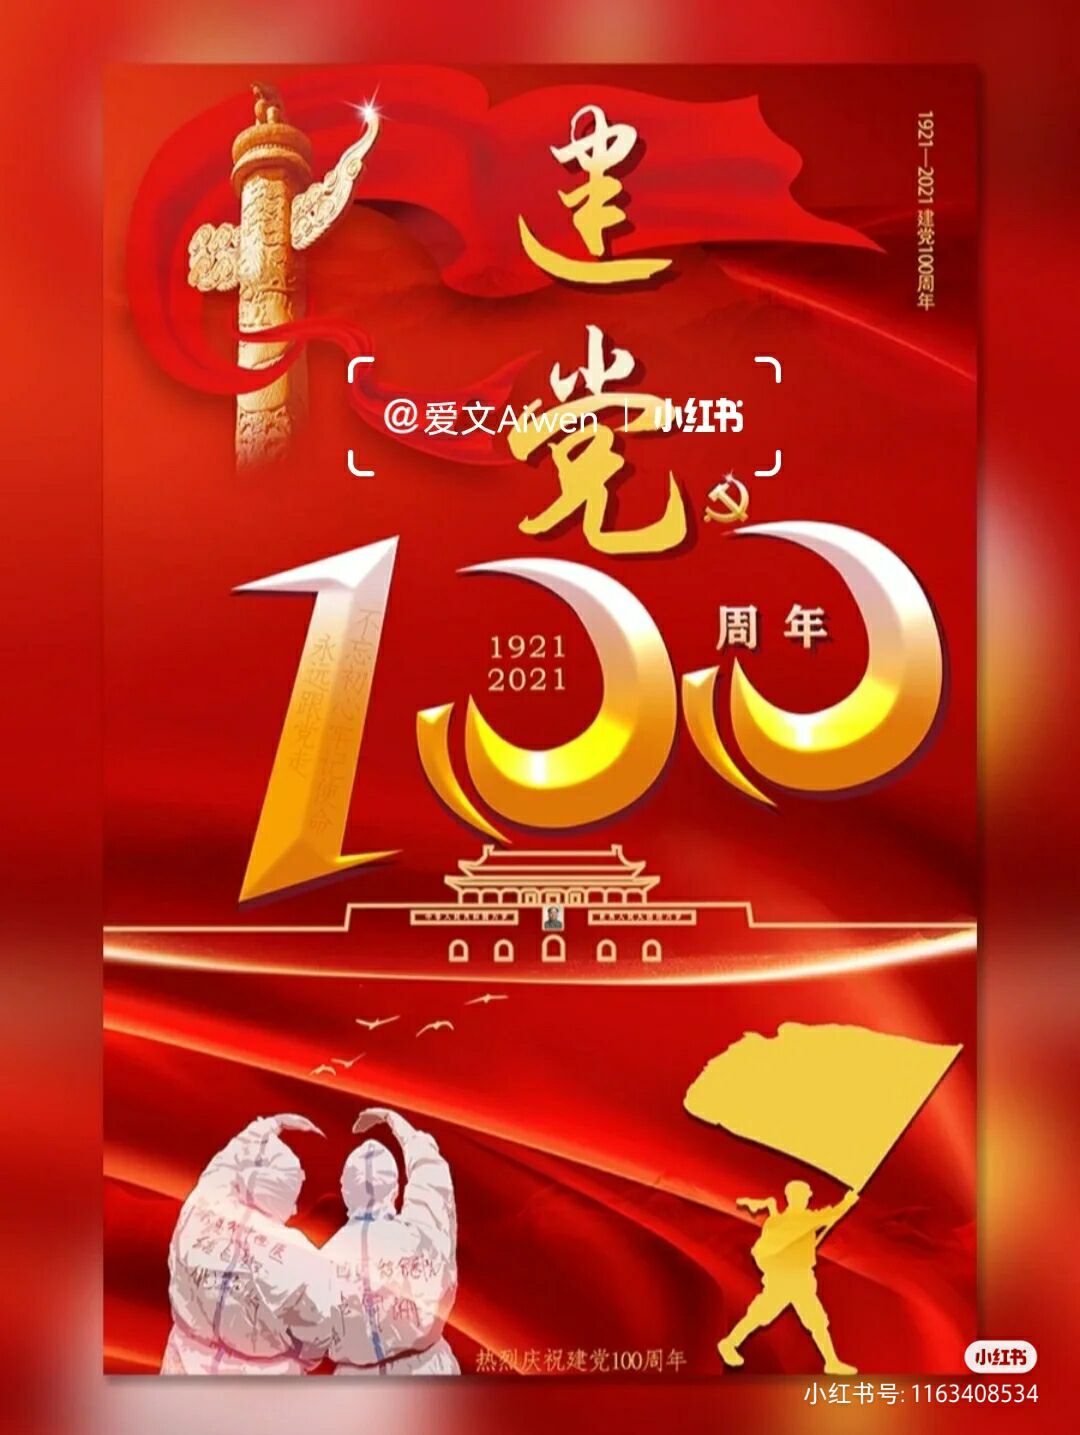 建
党
1921—2021 建党100周年
@爱文Aiwen | 小红书
100
1921
2021
周年
不忘初心牢记使命
永远跟党走
热烈庆祝建党100周年
小红书
小红书号: 1163408534